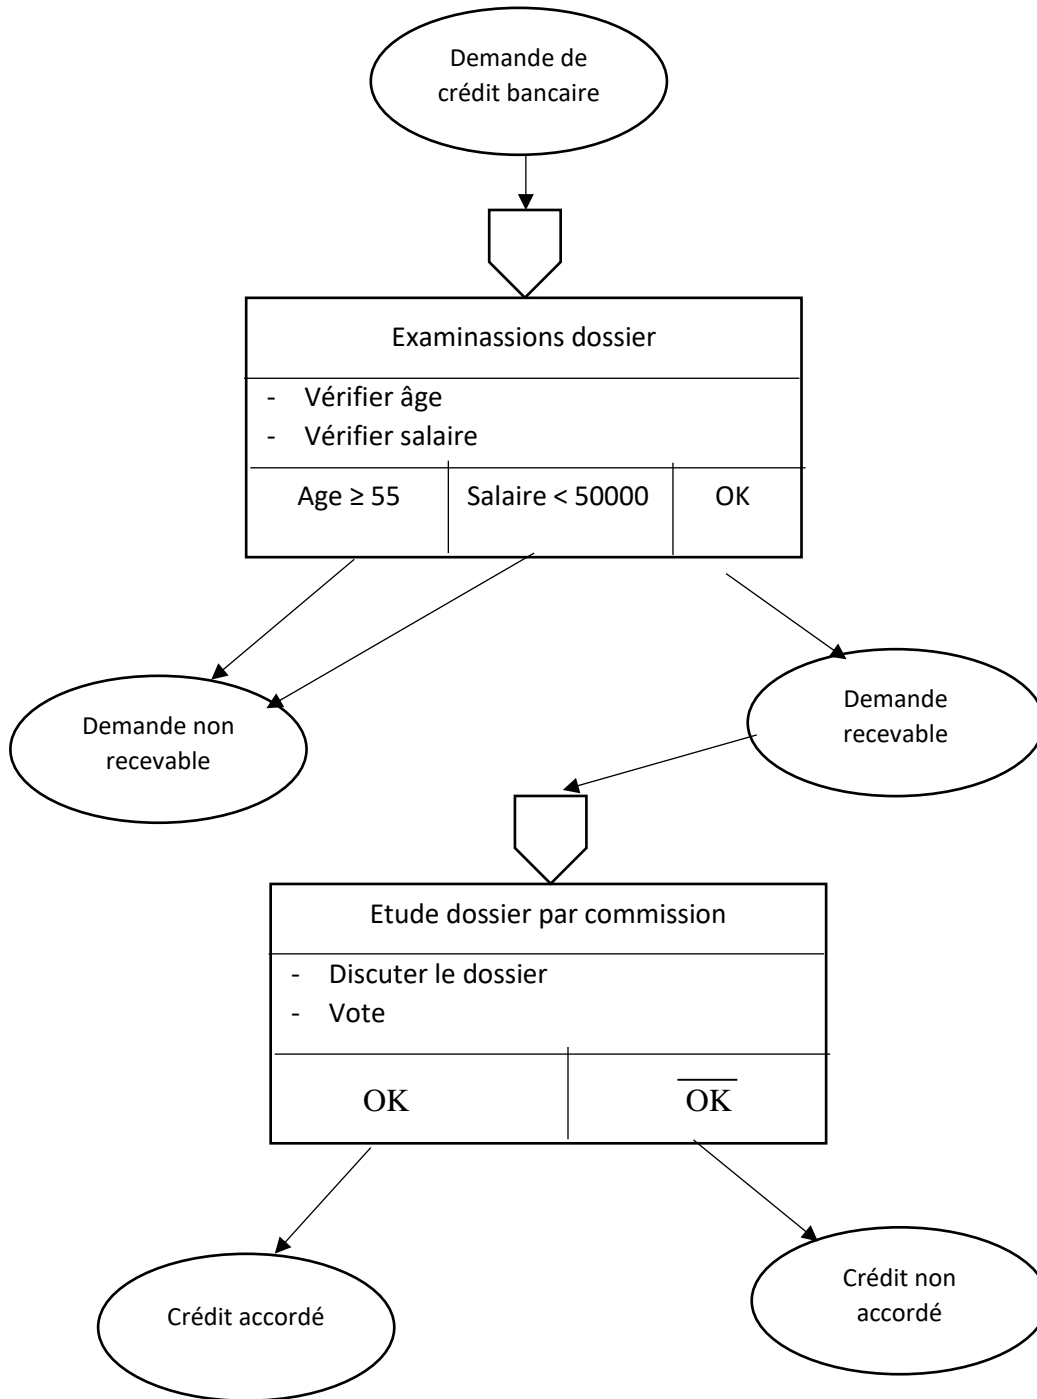 Demande de
crédit bancaire
Examinassions dossier
- Vérifier âge
- Vérifier salaire
Age ≥ 55
Salaire < 50000
OK
Demande non
recevable
Demande
recevable
Etude dossier par commission
- Discuter le dossier
- Vote
OK
O̅K̅
Crédit accordé
Crédit non
accordé